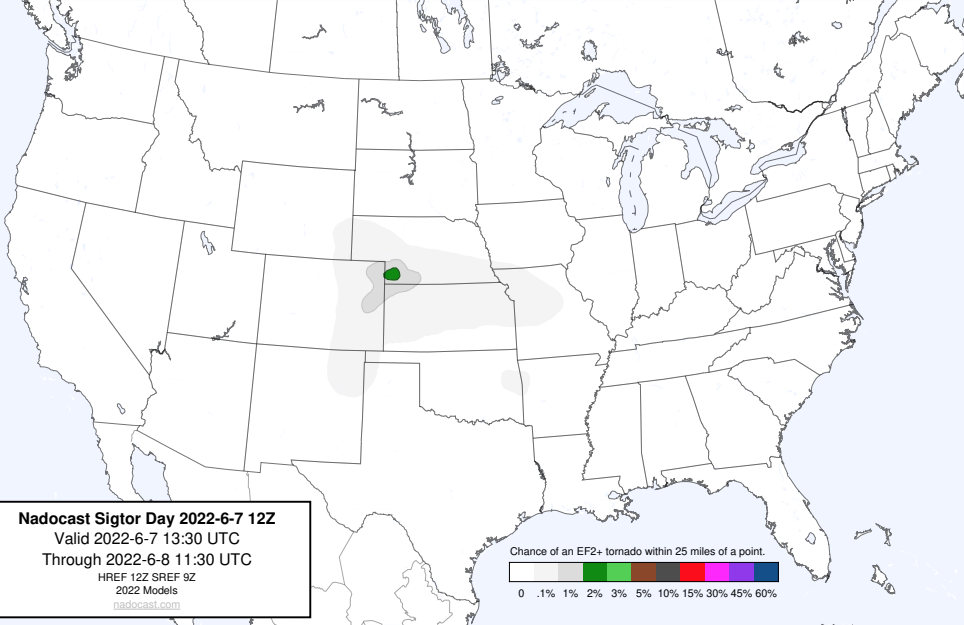 Nadocast Sigtor Day 2022-6-7 12Z
Valid 2022-6-7 13:30 UTC
Through 2022-6-8 11:30 UTC
HREF 12Z SREF 9Z
2022 Models
nadocast.com
Chance of an EF2+ tornado within 25 miles of a point.
0 .1% 1% 2% 3% 5% 10% 15% 30% 45% 60%